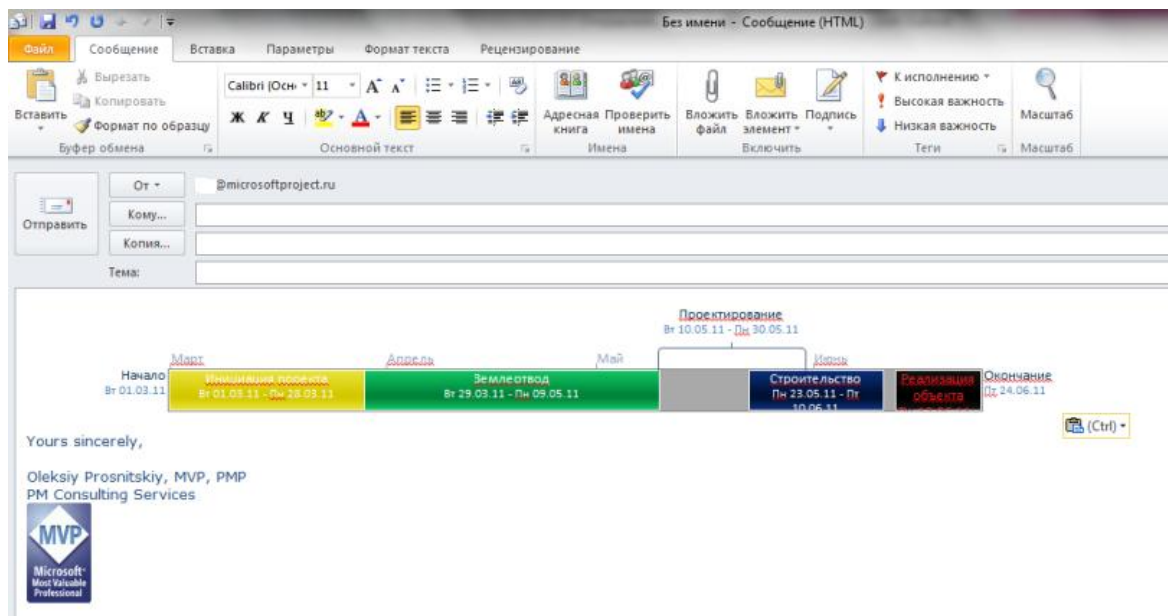 Без имени - Сообщение (HTML)
Файл Сообщение Вставка Параметры Формат текста Рецензирование
Вставить
Вырезать
Копировать
Формат по образцу
Буфер обмена
Calibri (Осн 11
Ж К Ч
Основной текст
Адресная книга
Проверить имена
Имена
Вложить файл
Вложить элемент
Подпись
Включить
К исполнению
Высокая важность
Низкая важность
Теги
Масштаб
Масштаб
Отправить
От @microsoftproject.ru
Кому...
Копия...
Тема:
Проектирование
Вт 10.05.11 - Пн 30.05.11
Март Апрель Май Июнь
Начало
Вт 01.03.11
Инициация проекта
Вт 01.03.11 - Пн 28.03.11
Землеотвод
Вт 29.03.11 - Пн 09.05.11
Строительство
Пн 23.05.11 - Пт
10.06.11
Реализация
объекта
Окончание
Пт 24.06.11
(Ctrl)
Yours sincerely,
Oleksiy Prosnitskiy, MVP, PMP
PM Consulting Services
MVP
Microsoft
Most Valuable
Professional